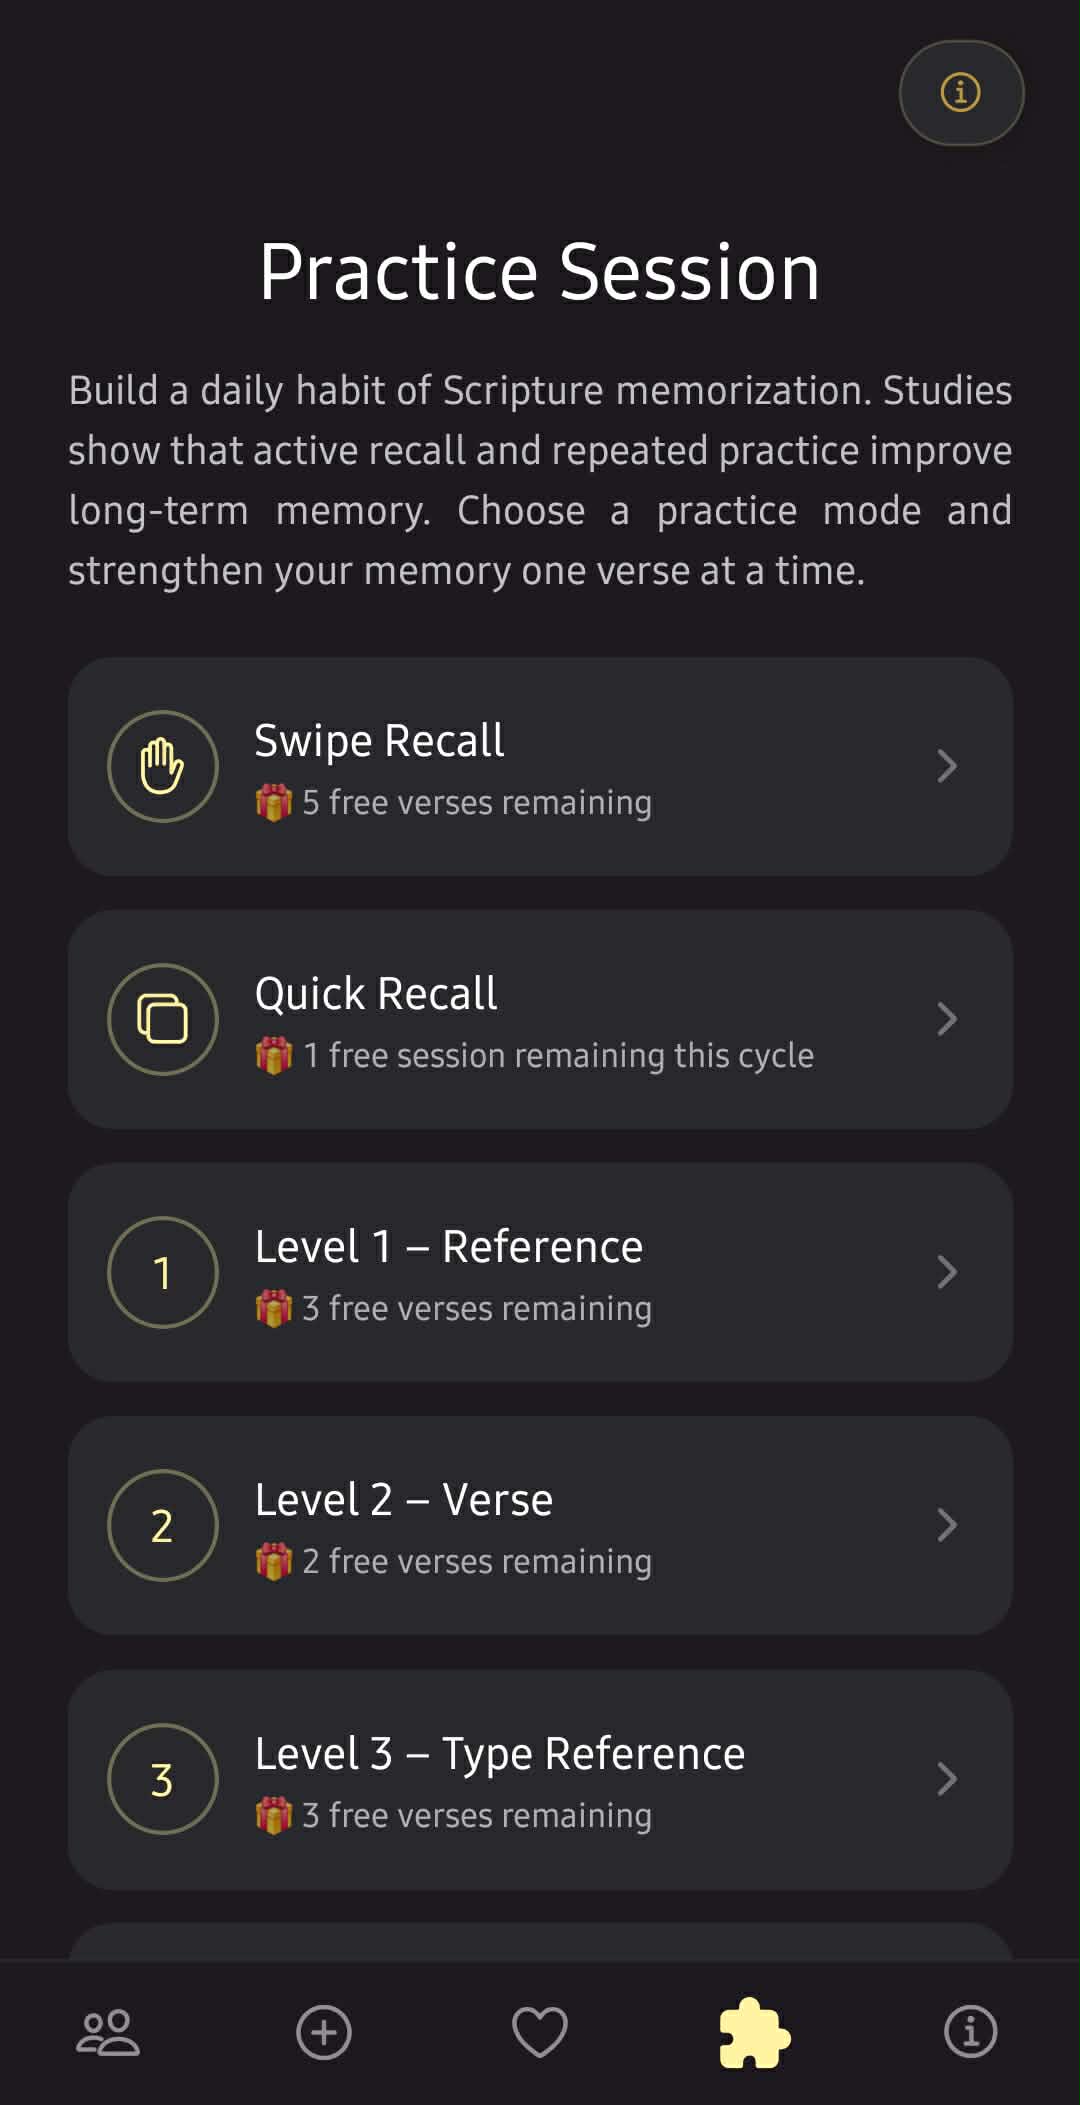 Practice Session
Build a daily habit of Scripture memorization. Studies
show that active recall and repeated practice improve
long-term memory. Choose a practice mode and
strengthen your memory one verse at a time.
Swipe Recall
🎁 5 free verses remaining
Quick Recall
🎁 1 free session remaining this cycle
1
Level 1 – Reference
🎁 3 free verses remaining
2
Level 2 – Verse
🎁 2 free verses remaining
3
Level 3 – Type Reference
🎁 3 free verses remaining